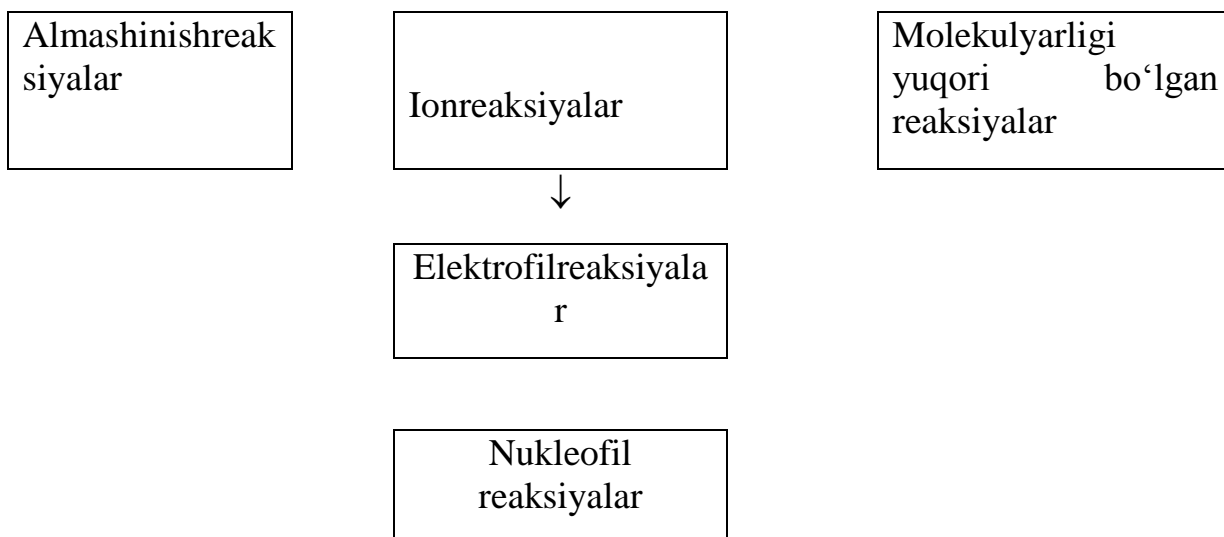 Almashinishreak
siyalar
Ionreaksiyalar
Molekulyarligi
yuqori bo‘lgan
reaksiyalar
↓
Elektrofilreaksiyala
r
Nukleofil
reaksiyalar